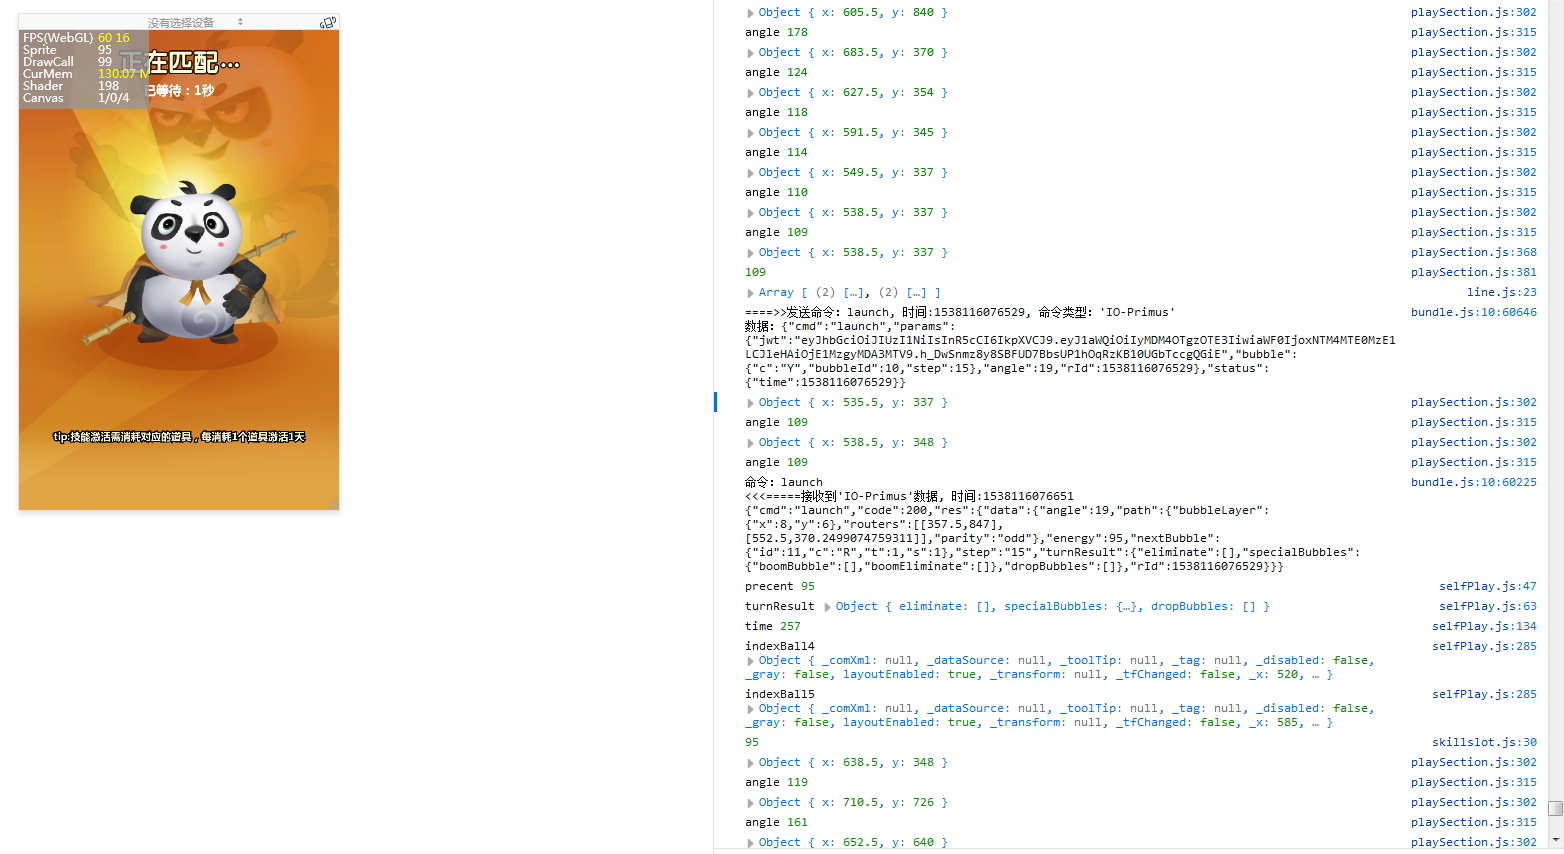 没有选择设备
FPS(WebGL) 60 16
Sprite 95
DrawCall 99
CurMem 130.07 M
Shader 198
Canvas 1/0/4
正在匹配...
已等待：1秒
tip:技能激活需消耗对应的道具，每消耗1个道具激活1天
Object { x: 605.5, y: 840 } playSection.js:302
angle 178 playSection.js:315
Object { x: 683.5, y: 370 } playSection.js:302
angle 124 playSection.js:315
Object { x: 627.5, y: 354 } playSection.js:302
angle 118 playSection.js:315
Object { x: 591.5, y: 345 } playSection.js:302
angle 114 playSection.js:315
Object { x: 549.5, y: 337 } playSection.js:302
angle 110 playSection.js:315
Object { x: 538.5, y: 337 } playSection.js:302
angle 109 playSection.js:315
Object { x: 538.5, y: 337 } playSection.js:368
109 playSection.js:381
Array [ (2) […], (2) […] ] line.js:23
====>>发送命令: launch, 时间:1538116076529, 命令类型: 'IO-Primus' bundle.js:10:60646
数据: {"cmd":"launch","params":
{"jwt":"eyJhbGciOiJIUzI1NiIsInR5cCI6IkpXVCJ9.eyJ1aWQiOiIyMDM4OTgzOTE3IiwiaWF0IjoxNTM4MTE0MzE1
LCJleHAiOjE1MzgyMDA3MTV9.h_DwSnmz8y8SBFUD7BbsUP1hOqRzKB10UGbTccgQGiE","bubble":
{"c":"Y","bubbleId":10,"step":15},"angle":19,"rId":1538116076529},"status":
{"time":1538116076529}}
Object { x: 535.5, y: 337 } playSection.js:302
angle 109 playSection.js:315
Object { x: 538.5, y: 348 } playSection.js:302
angle 109 playSection.js:315
命令: launch bundle.js:10:60225
<<<=====接收到'IO-Primus'数据, 时间:1538116076651
{"cmd":"launch","code":200,"res":{"data":{"angle":19,"path":{"bubbleLayer":
{"x":8,"y":6},"routers":[[357.5,847],
[552.5,370.2499074759311]],"parity":"odd"},"energy":95,"nextBubble":
{"id":11,"c":"R","t":1,"s":1},"step":"15","turnResult":{"eliminate":[],"specialBubbles":
{"boomBubble":[],"boomEliminate":[]},"dropBubbles":[]},"rId":1538116076529}}}
precent 95 selfPlay.js:47
turnResult Object { eliminate: [], specialBubbles: {…}, dropBubbles: [] } selfPlay.js:63
time 257 selfPlay.js:134
indexBall4 selfPlay.js:285
Object { _comXml: null, _dataSource: null, _toolTip: null, _tag: null, _disabled: false,
_gray: false, layoutEnabled: true, _transform: null, _tfChanged: false, _x: 520, … }
indexBall5 selfPlay.js:285
Object { _comXml: null, _dataSource: null, _toolTip: null, _tag: null, _disabled: false,
_gray: false, layoutEnabled: true, _transform: null, _tfChanged: false, _x: 585, … }
95 skillslot.js:30
Object { x: 638.5, y: 348 } playSection.js:302
angle 119 playSection.js:315
Object { x: 710.5, y: 726 } playSection.js:302
angle 161 playSection.js:315
Object { x: 652.5, y: 640 } playSection.js:302